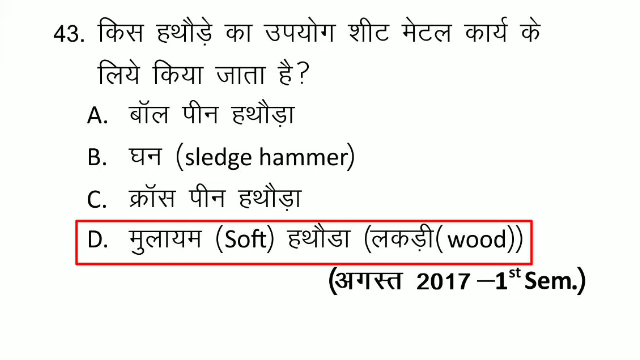 43. किस हथौड़े का उपयोग शीट मेटल कार्य के
लिये किया जाता है?
A. बॉल पीन हथौड़ा
B. घन (sledge hammer)
C. क्रॉस पीन हथौड़ा
D. मुलायम (Soft) हथौडा (लकड़ी(wood))
(अगस्त 2017 –1st Sem.)